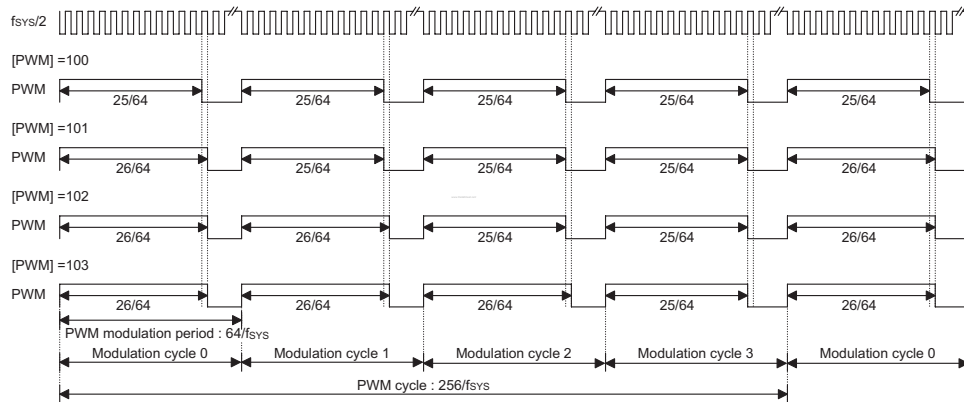 fSYS/2
[PWM] =100
PWM
25/64 25/64 25/64 25/64 25/64
[PWM] =101
PWM
26/64 25/64 25/64 25/64 26/64
[PWM] =102
PWM
26/64 26/64 25/64 25/64 26/64
[PWM] =103
PWM
26/64 26/64 26/64 25/64 26/64
PWM modulation period : 64/fSYS
Modulation cycle 0 Modulation cycle 1 Modulation cycle 2 Modulation cycle 3 Modulation cycle 0
PWM cycle : 256/fSYS